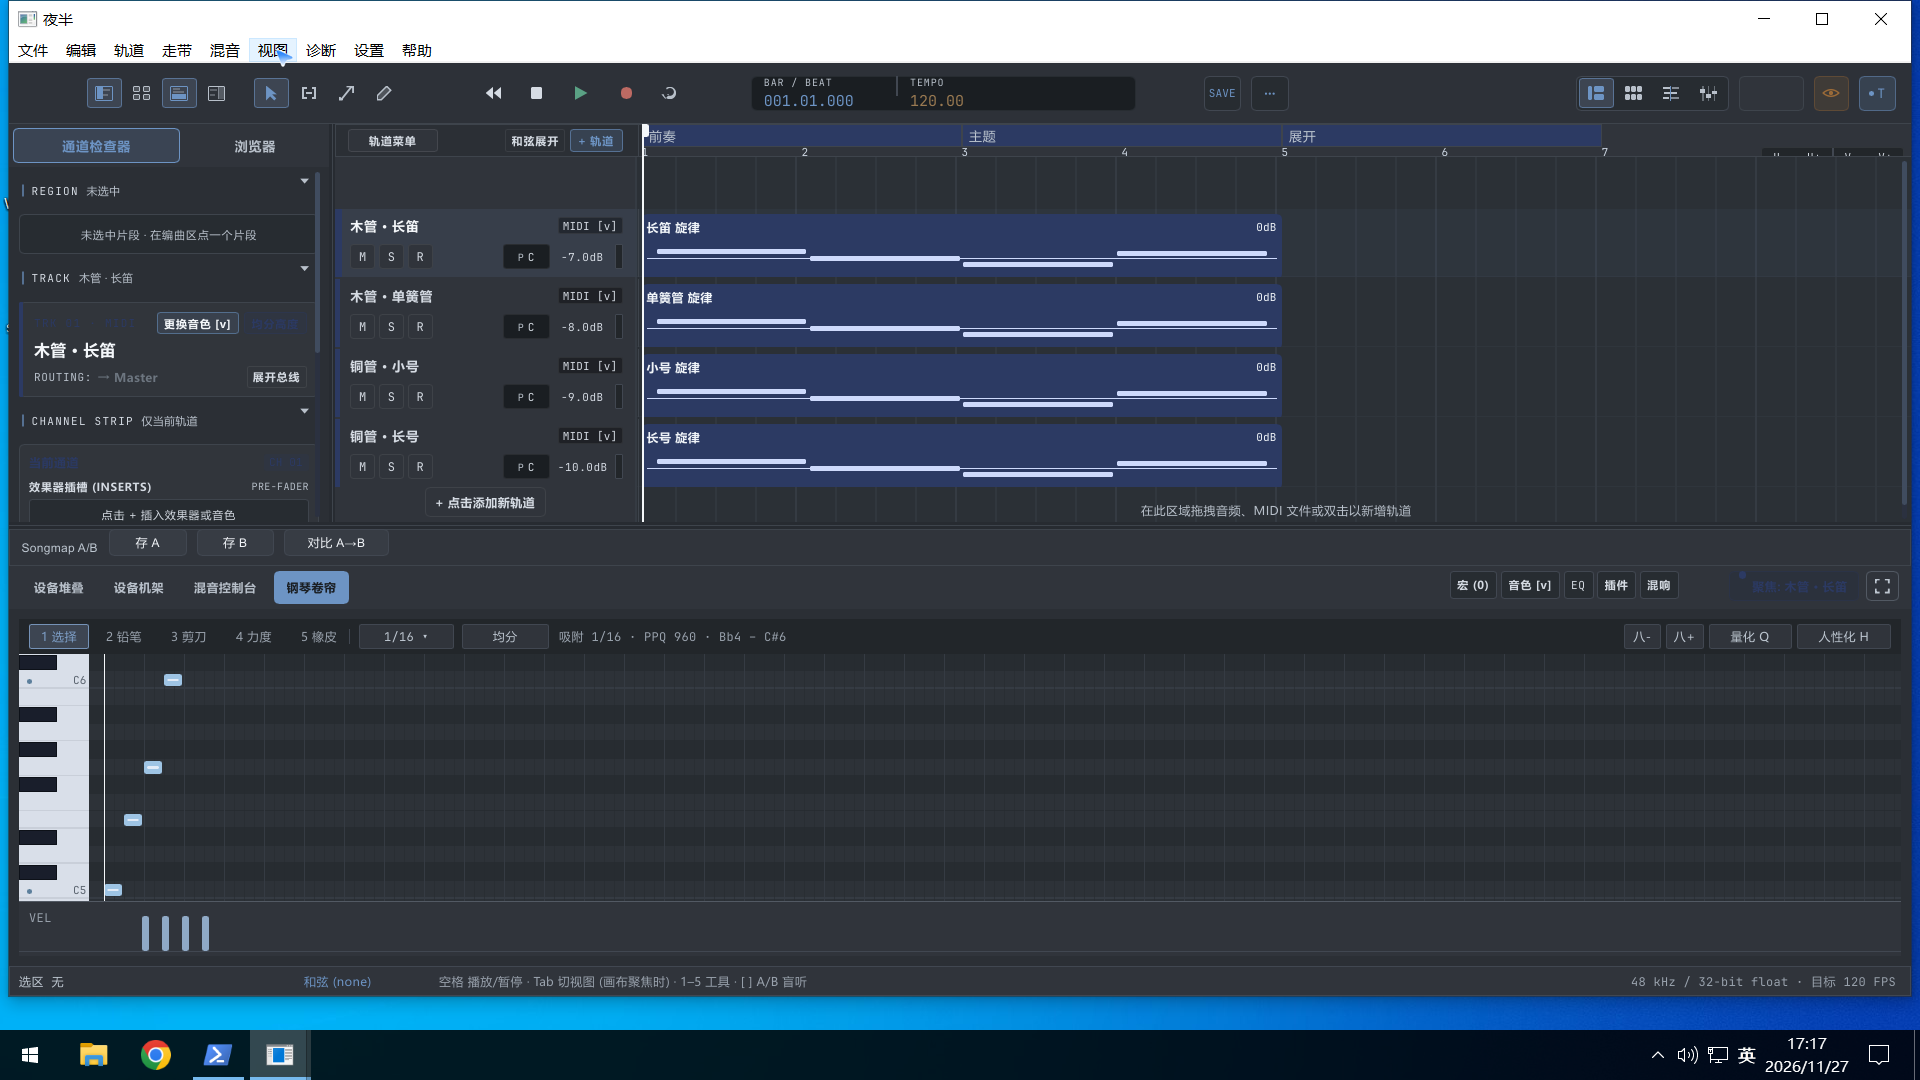 夜半
文件 编辑 轨道 走带 混音 视图 诊断 设置 帮助
BAR / BEAT
001.01.000
TEMPO
120.00
SAVE
...
T
通道检查器
浏览器
REGION 未选中
未选中片段 · 在编曲区点一个片段
TRACK 木管 · 长笛
更换音色 [v]
木管 · 长笛
ROUTING: → Master
展开总线
CHANNEL STRIP 仅当前轨道
效果器插槽 (INSERTS)
PRE-FADER
点击 + 插入效果器或音色
轨道菜单
和弦展开
+ 轨道
前奏
主题
展开
1 2 3 4 5 6 7
木管 · 长笛
MIDI [v]
M S R
P C
-7.0dB
长笛 旋律
0dB
木管 · 单簧管
MIDI [v]
M S R
P C
-8.0dB
单簧管 旋律
0dB
铜管 · 小号
MIDI [v]
M S R
P C
-9.0dB
小号 旋律
0dB
铜管 · 长号
MIDI [v]
M S R
P C
-10.0dB
长号 旋律
0dB
+ 点击添加新轨道
在此区域拖拽音频、MIDI 文件或双击以新增轨道
Songmap A/B
存 A
存 B
对比 A→B
设备堆叠
设备机架
混音控制台
钢琴卷帘
宏 (0)
音色 [v]
EQ
插件
混响
聚焦: 木管 · 长笛
1 选择
2 铅笔
3 剪刀
4 力度
5 橡皮
1/16
均分
吸附 1/16 · PPQ 960 · Bb4 – C#6
八-
八+
量化 Q
人性化 H
C6
C5
VEL
选区 无
和弦 (none)
空格 播放/暂停 · Tab 切视图 (画布聚焦时) · 1–5 工具 · [ ] A/B 盲听
48 kHz / 32-bit float · 目标 120 FPS
英
17:17
2026/11/27